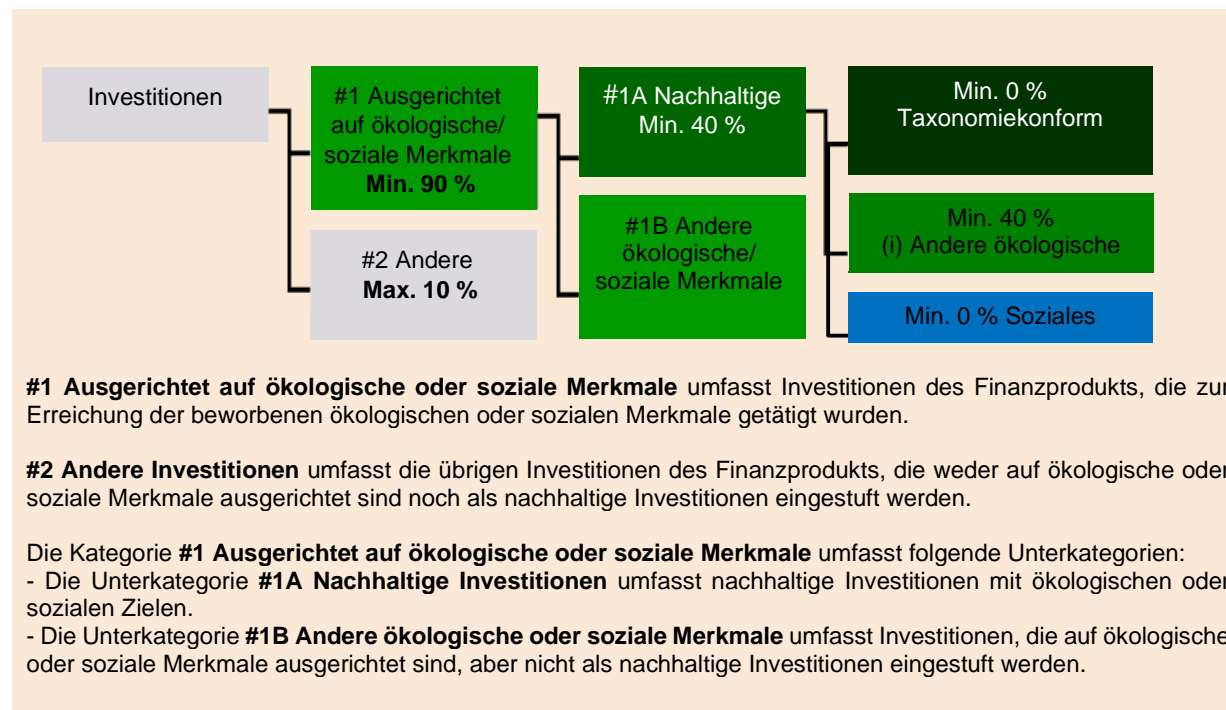 Investitionen
#1 Ausgerichtet
auf ökologische/
soziale Merkmale
Min. 90 %
#2 Andere
Max. 10 %
#1A Nachhaltige
Min. 40 %
#1B Andere
ökologische/
soziale Merkmale
Min. 0 %
Taxonomiekonform
Min. 40 %
(i) Andere ökologische
Min. 0 % Soziales
#1 Ausgerichtet auf ökologische oder soziale Merkmale umfasst Investitionen des Finanzprodukts, die zur
Erreichung der beworbenen ökologischen oder sozialen Merkmale getätigt wurden.
#2 Andere Investitionen umfasst die übrigen Investitionen des Finanzprodukts, die weder auf ökologische oder
soziale Merkmale ausgerichtet sind noch als nachhaltige Investitionen eingestuft werden.
Die Kategorie #1 Ausgerichtet auf ökologische oder soziale Merkmale umfasst folgende Unterkategorien:
- Die Unterkategorie #1A Nachhaltige Investitionen umfasst nachhaltige Investitionen mit ökologischen oder
sozialen Zielen.
- Die Unterkategorie #1B Andere ökologische oder soziale Merkmale umfasst Investitionen, die auf ökologische
oder soziale Merkmale ausgerichtet sind, aber nicht als nachhaltige Investitionen eingestuft werden.